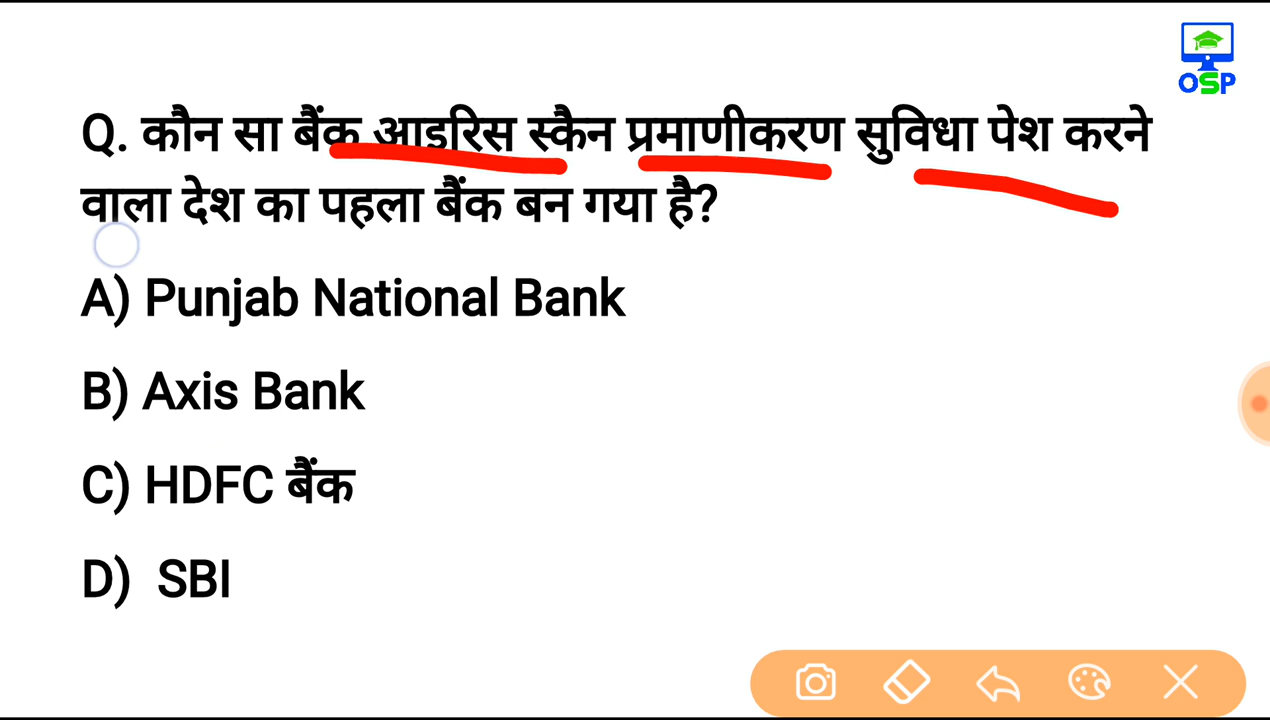 OSP
Q. कौन सा बैंक आइरिस स्कैन प्रमाणीकरण सुविधा पेश करने
वाला देश का पहला बैंक बन गया है?
A) Punjab National Bank
B) Axis Bank
C) HDFC बैंक
D) SBI